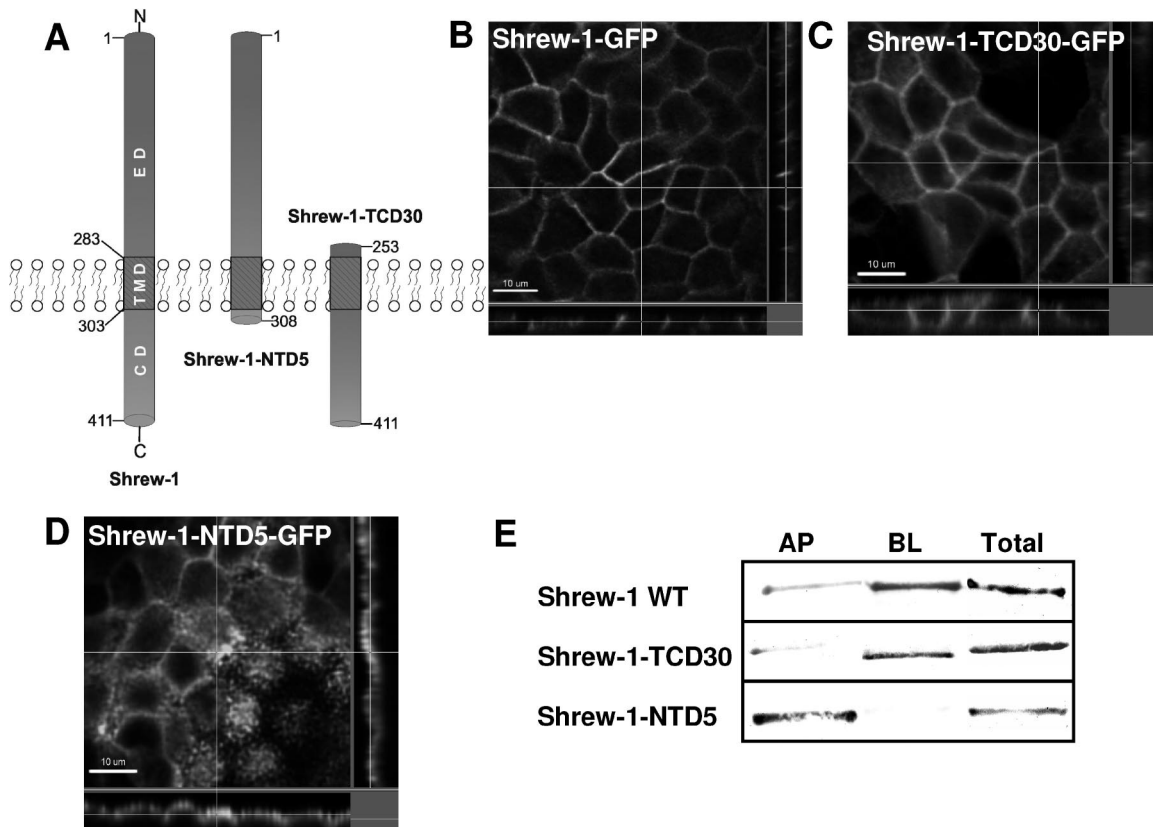 A
N
1
1
E D
283
T M D
303
C D
411
C
Shrew-1
308
Shrew-1-NTD5
Shrew-1-TCD30
253
411
B
Shrew-1-GFP
10 um
C
Shrew-1-TCD30-GFP
10 um
D
Shrew-1-NTD5-GFP
10 um
E
AP BL Total
Shrew-1 WT
Shrew-1-TCD30
Shrew-1-NTD5